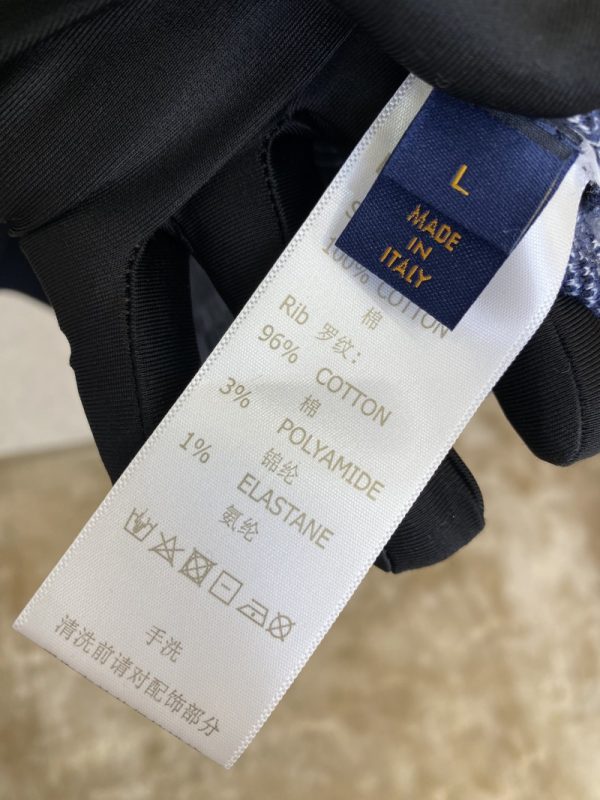 L
MADE
IN
ITALY
100% COTTON
棉
Rib 罗纹:
96% COTTON
棉
3% POLYAMIDE
锦纶
1% ELASTANE
氨纶
手洗
清洗前请对配饰部分